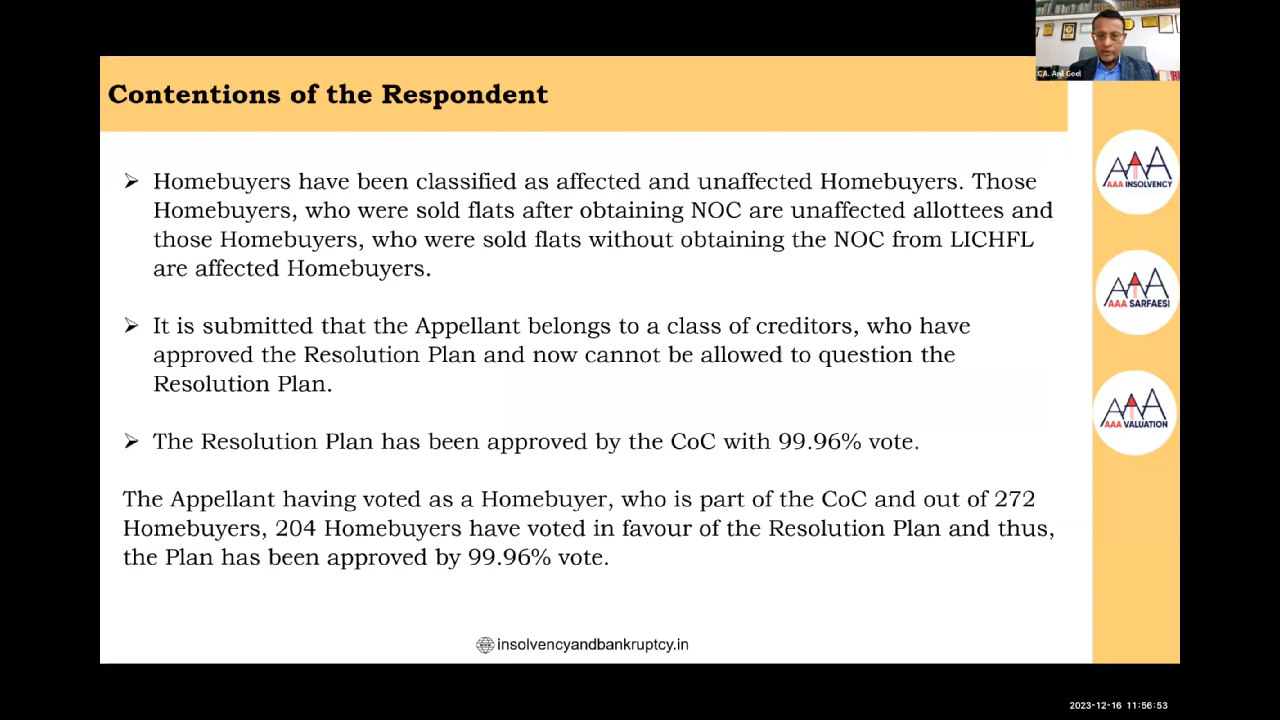 CA. Anil Goel
Contentions of the Respondent
Homebuyers have been classified as affected and unaffected Homebuyers. Those
Homebuyers, who were sold flats after obtaining NOC are unaffected allottees and
those Homebuyers, who were sold flats without obtaining the NOC from LICHFL
are affected Homebuyers.
It is submitted that the Appellant belongs to a class of creditors, who have
approved the Resolution Plan and now cannot be allowed to question the
Resolution Plan.
The Resolution Plan has been approved by the CoC with 99.96% vote.
The Appellant having voted as a Homebuyer, who is part of the CoC and out of 272
Homebuyers, 204 Homebuyers have voted in favour of the Resolution Plan and thus,
the Plan has been approved by 99.96% vote.
AAA
AAA INSOLVENCY
AAA
AAA SARFAESI
AAA
AAA VALUATION
insolvencyandbankruptcy.in
2023-12-16 11:56:53